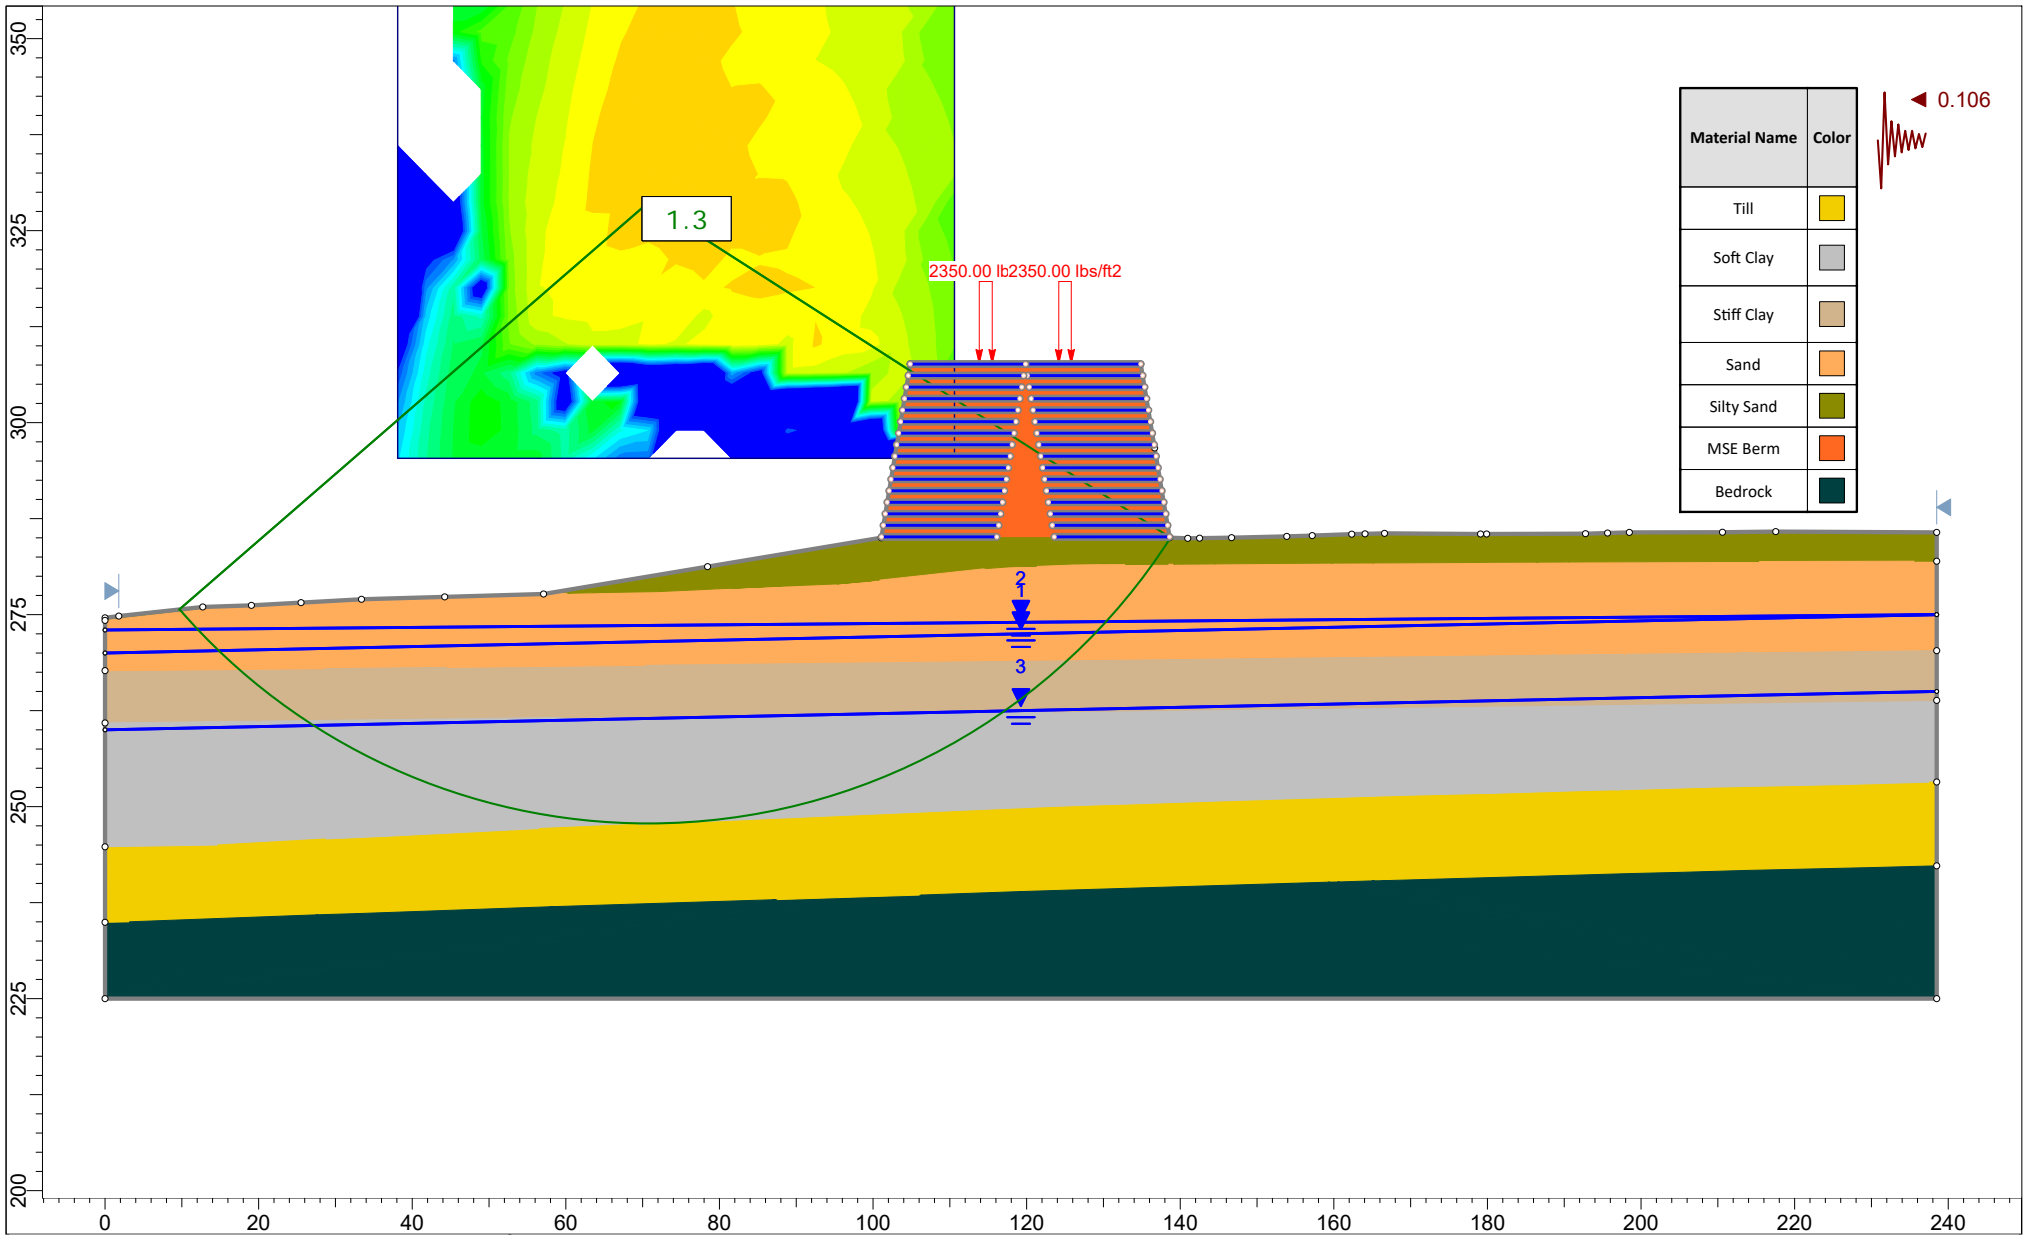 350
325
300
275
250
225
200
0 20 40 60 80 100 120 140 160 180 200 220 240
1.3
2350.00 lb2350.00 lbs/ft2
2
1
3
Material Name Color
Till
Soft Clay
Stiff Clay
Sand
Silty Sand
MSE Berm
Bedrock
0.106